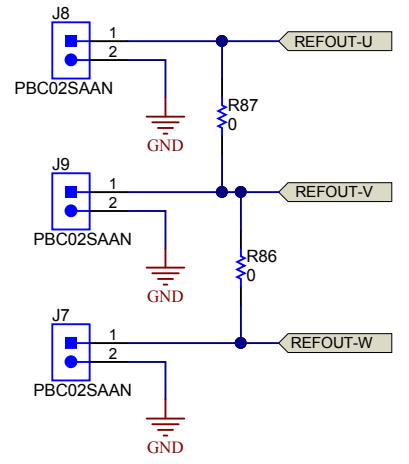 J8
1
2
PBC02SAAN
GND
REFOUT-U
R87
0
J9
1
2
PBC02SAAN
GND
REFOUT-V
R86
0
J7
1
2
PBC02SAAN
GND
REFOUT-W